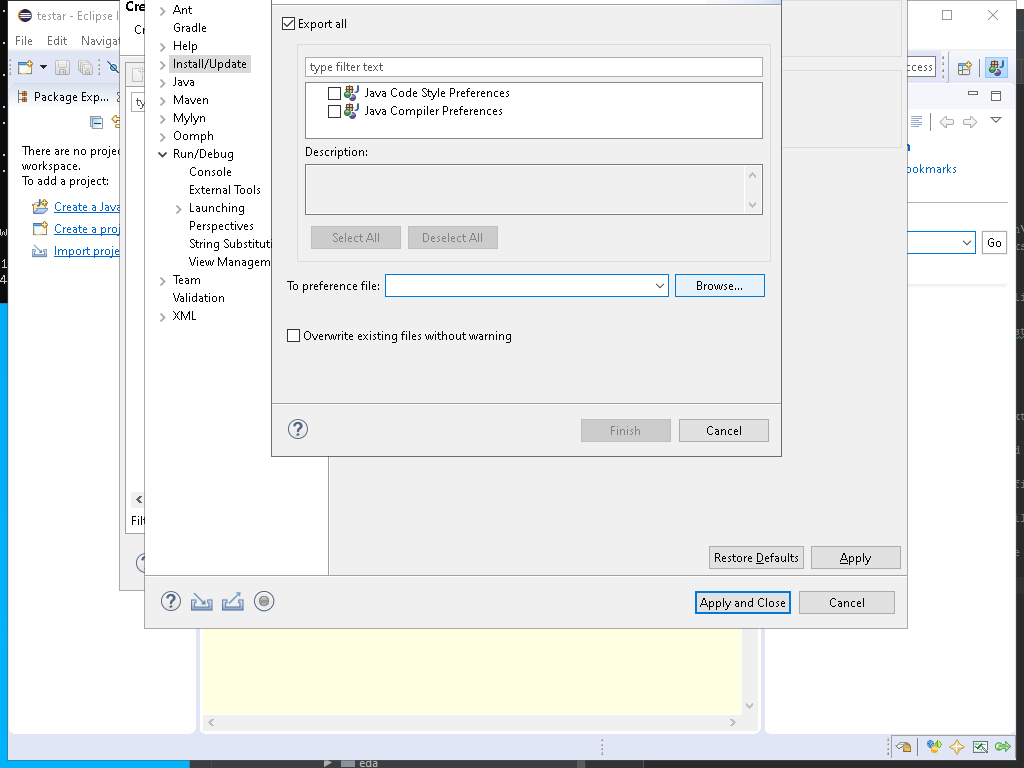 testar - Eclipse I
File Edit Navigat
Package Exp...
There are no projec
workspace.
To add a project:
Create a Java
Create a proj
Import proje
Cre
Cr
ty
Filt
Ant
Gradle
Help
Install/Update
Java
Maven
Mylyn
Oomph
Run/Debug
Console
External Tools
Launching
Perspectives
String Substituti
View Managem
Team
Validation
XML
Export all
type filter text
Java Code Style Preferences
Java Compiler Preferences
Description:
Select All Deselect All
To preference file: Browse...
Overwrite existing files without warning
Finish Cancel
Restore Defaults Apply
Apply and Close Cancel
cess
ookmarks
Go
eda